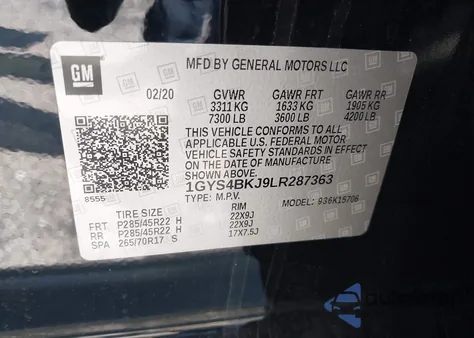 GM
MFD BY GENERAL MOTORS LLC
GM
02/20 GVWR GAWR FRT GAWR RR
3311 KG 1633 KG 1905 KG
7300 LB 3600 LB 4200 LB
THIS VEHICLE CONFORMS TO ALL
APPLICABLE U.S. FEDERAL MOTOR
VEHICLE SAFETY STANDARDS IN EFFECT
ON THE DATE OF MANUFACTURE
SHOWN ABOVE.
1GYS4BKJ9LR287363
8555 TYPE: M.P.V. MODEL: 936K15706
TIRE SIZE RIM
FRT P285/45R22 H 22X9J
RR P285/45R22 H 22X9J
SPA 265/70R17 S 17X7.5J